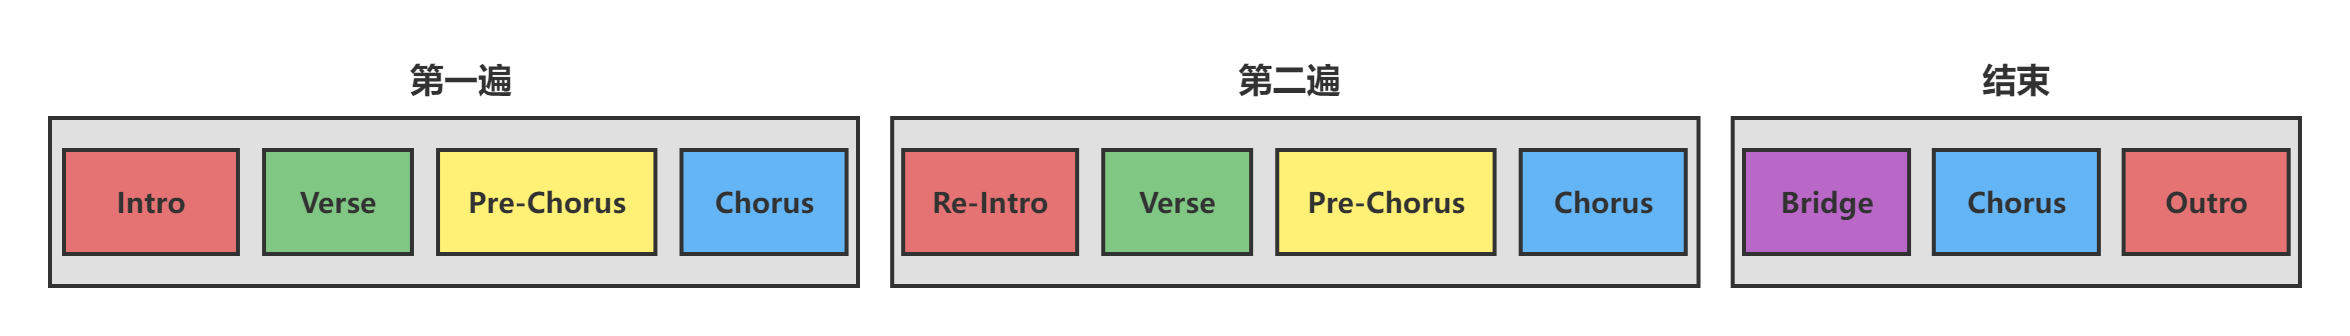 第一遍
Intro
Verse
Pre-Chorus
Chorus
第二遍
Re-Intro
Verse
Pre-Chorus
Chorus
结束
Bridge
Chorus
Outro